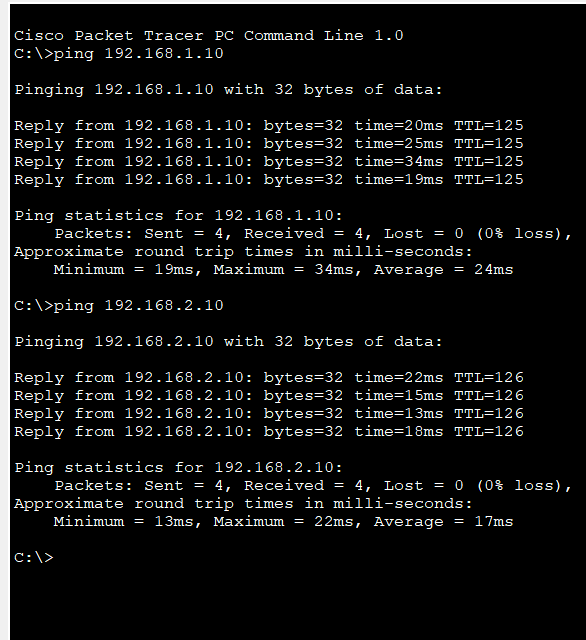 Cisco Packet Tracer PC Command Line 1.0
C:\>ping 192.168.1.10
Pinging 192.168.1.10 with 32 bytes of data:
Reply from 192.168.1.10: bytes=32 time=20ms TTL=125
Reply from 192.168.1.10: bytes=32 time=25ms TTL=125
Reply from 192.168.1.10: bytes=32 time=34ms TTL=125
Reply from 192.168.1.10: bytes=32 time=19ms TTL=125
Ping statistics for 192.168.1.10:
    Packets: Sent = 4, Received = 4, Lost = 0 (0% loss),
Approximate round trip times in milli-seconds:
    Minimum = 19ms, Maximum = 34ms, Average = 24ms
C:\>ping 192.168.2.10
Pinging 192.168.2.10 with 32 bytes of data:
Reply from 192.168.2.10: bytes=32 time=22ms TTL=126
Reply from 192.168.2.10: bytes=32 time=15ms TTL=126
Reply from 192.168.2.10: bytes=32 time=13ms TTL=126
Reply from 192.168.2.10: bytes=32 time=18ms TTL=126
Ping statistics for 192.168.2.10:
    Packets: Sent = 4, Received = 4, Lost = 0 (0% loss),
Approximate round trip times in milli-seconds:
    Minimum = 13ms, Maximum = 22ms, Average = 17ms
C:\>